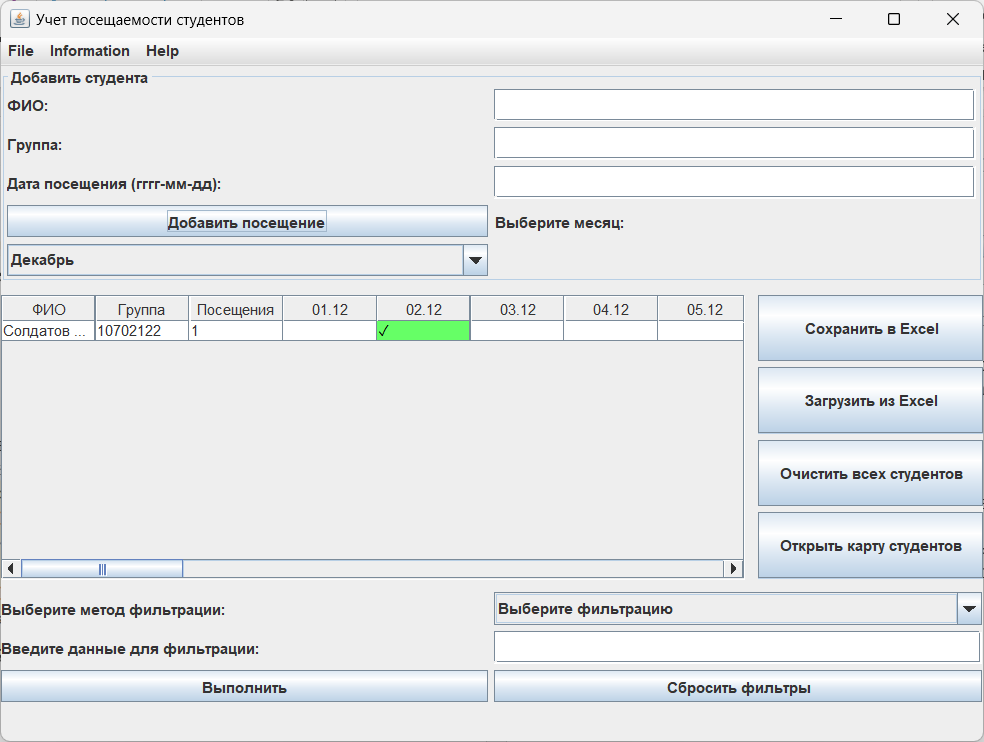 Учет посещаемости студентов
File Information Help
Добавить студента
ФИО:
Группа:
Дата посещения (гггг-мм-дд):
Добавить посещение Выберите месяц:
Декабрь
ФИО Группа Посещения 01.12 02.12 03.12 04.12 05.12
Солдатов ... 10702122 1 ✓
Сохранить в Excel
Загрузить из Excel
Очистить всех студентов
Открыть карту студентов
Выберите метод фильтрации: Выберите фильтрацию
Введите данные для фильтрации:
Выполнить Сбросить фильтры